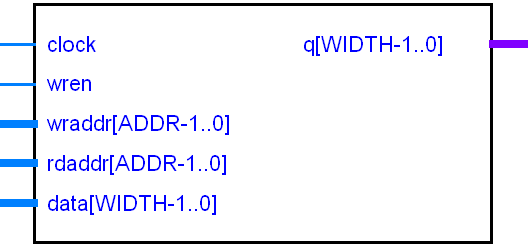 clock
q[WIDTH-1..0]
wren
wraddr[ADDR-1..0]
rdaddr[ADDR-1..0]
data[WIDTH-1..0]